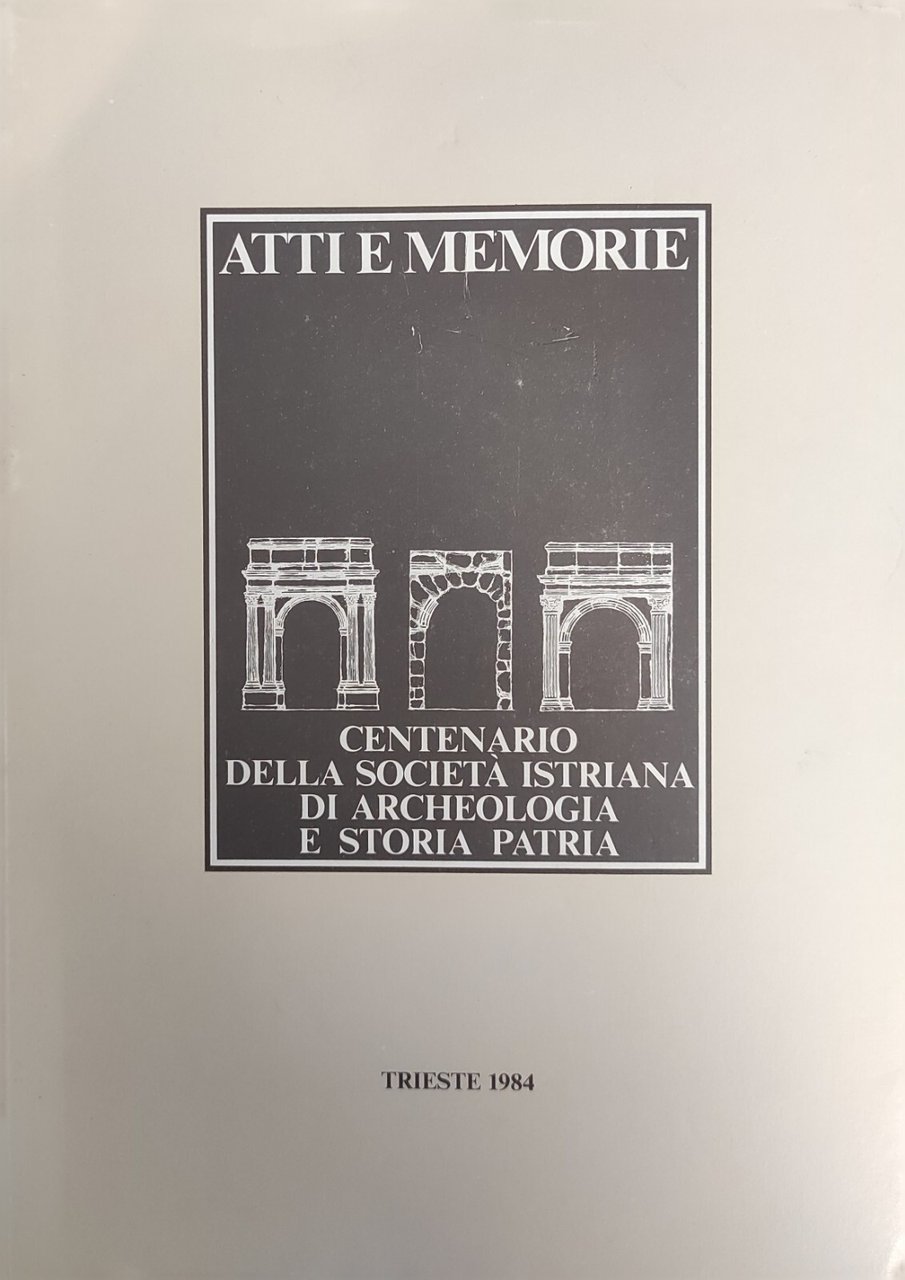 ATTI E MEMORIE
CENTENARIO
DELLA SOCIETÀ ISTRIANA
DI ARCHEOLOGIA
E STORIA PATRIA
TRIESTE 1984